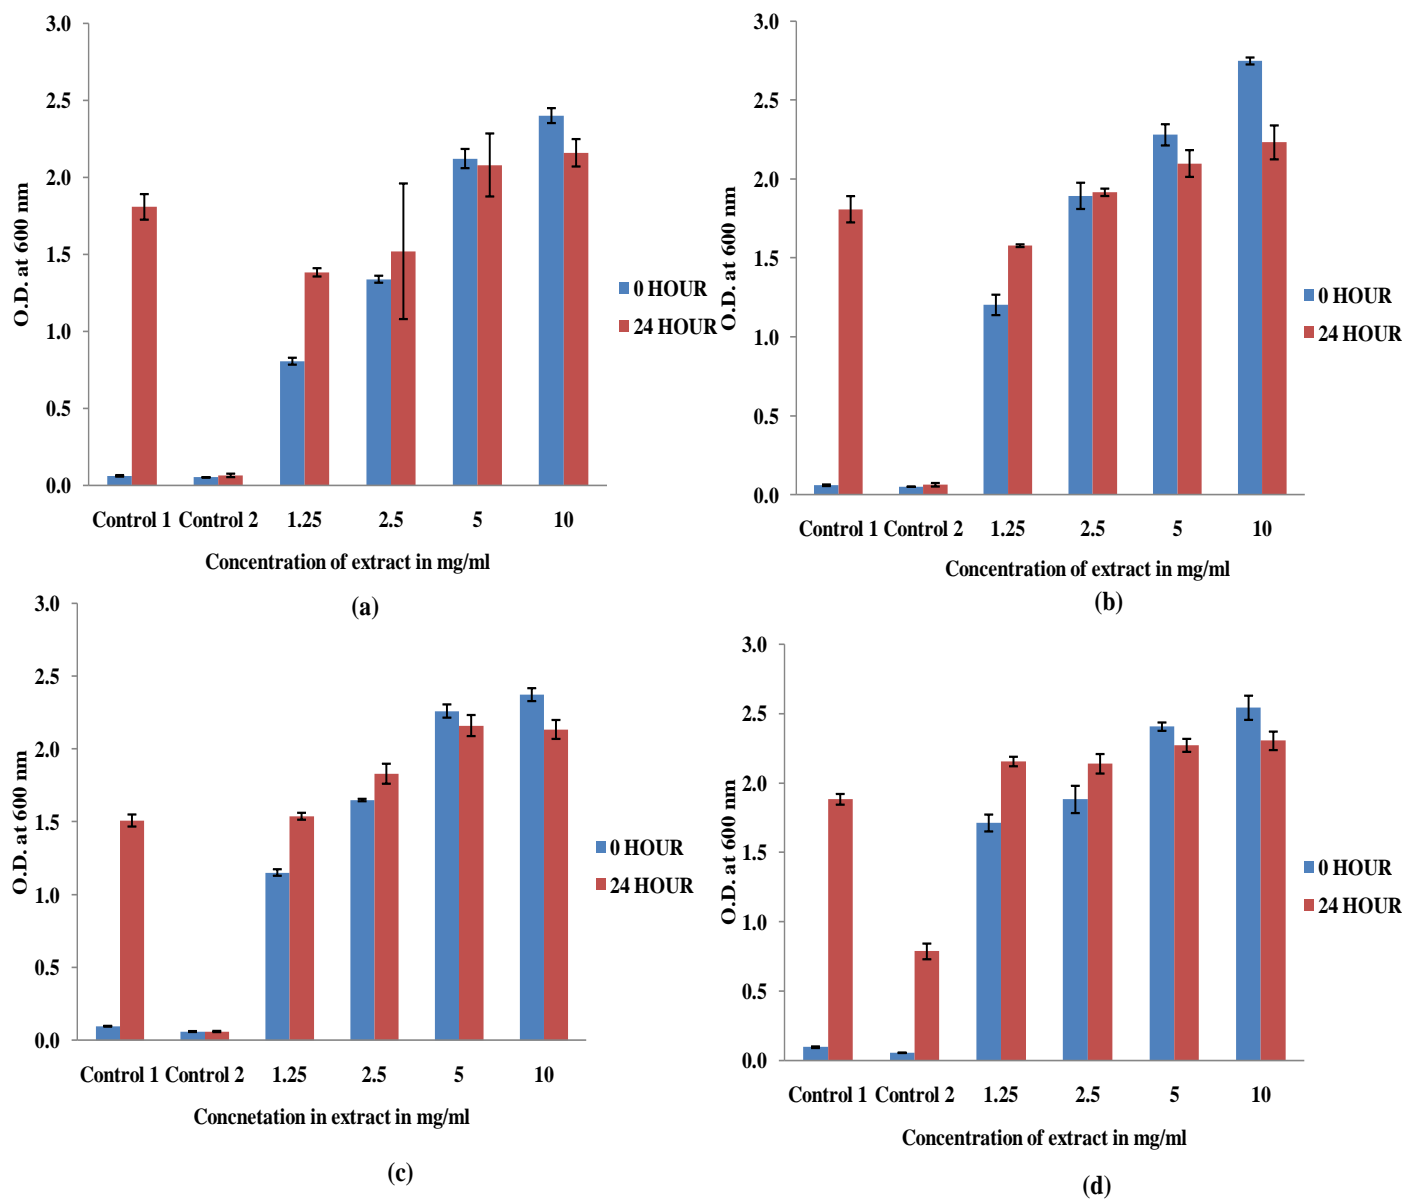 3.0
2.5
2.0
1.5
1.0
0.5
0.0
O.D. at 600 nm
Control 1 Control 2 1.25 2.5 5 10
Concentration of extract in mg/ml
0 HOUR
24 HOUR
(a)
3.0
2.5
2.0
1.5
1.0
0.5
0.0
O.D. at 600 nm
Control 1 Control 2 1.25 2.5 5 10
Concentration of extract in mg/ml
0 HOUR
24 HOUR
(b)
3.0
2.5
2.0
1.5
1.0
0.5
0.0
O.D. at 600 nm
Control 1 Control 2 1.25 2.5 5 10
Concnetation in extract in mg/ml
0 HOUR
24 HOUR
(c)
3.0
2.5
2.0
1.5
1.0
0.5
0.0
O.D. at 600 nm
Control 1 Control 2 1.25 2.5 5 10
Concentration of extract in mg/ml
0 HOUR
24 HOUR
(d)